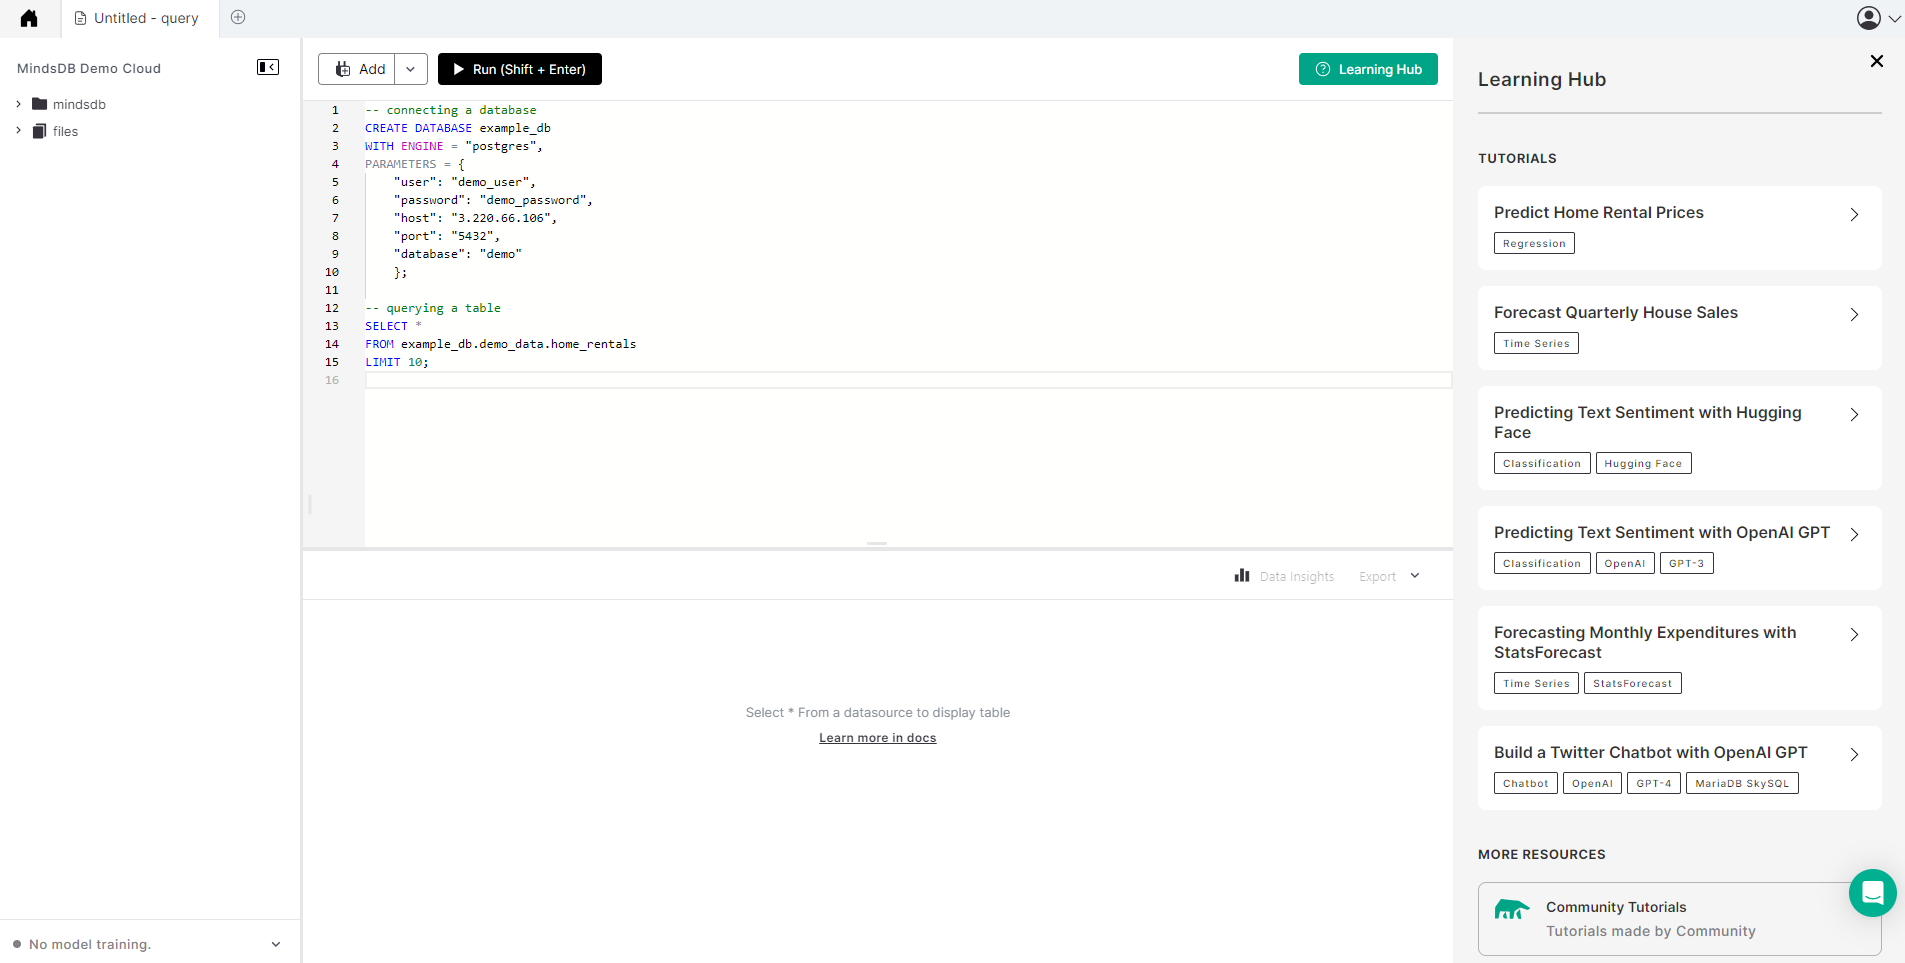 Untitled - query
MindsDB Demo Cloud
mindsdb
files
No model training.
Add
Run (Shift + Enter)
Learning Hub
1 -- connecting a database
2 CREATE DATABASE example_db
3 WITH ENGINE = "postgres",
4 PARAMETERS = {
5 "user": "demo_user",
6 "password": "demo_password",
7 "host": "3.220.66.106",
8 "port": "5432",
9 "database": "demo"
10 };
11
12 -- querying a table
13 SELECT *
14 FROM example_db.demo_data.home_rentals
15 LIMIT 10;
16
Data Insights Export
Select * From a datasource to display table
Learn more in docs
Learning Hub
TUTORIALS
Predict Home Rental Prices
Regression
Forecast Quarterly House Sales
Time Series
Predicting Text Sentiment with Hugging
Face
Classification Hugging Face
Predicting Text Sentiment with OpenAI GPT
Classification OpenAI GPT-3
Forecasting Monthly Expenditures with
StatsForecast
Time Series StatsForecast
Build a Twitter Chatbot with OpenAI GPT
Chatbot OpenAI GPT-4 MariaDB SkySQL
MORE RESOURCES
Community Tutorials
Tutorials made by Community